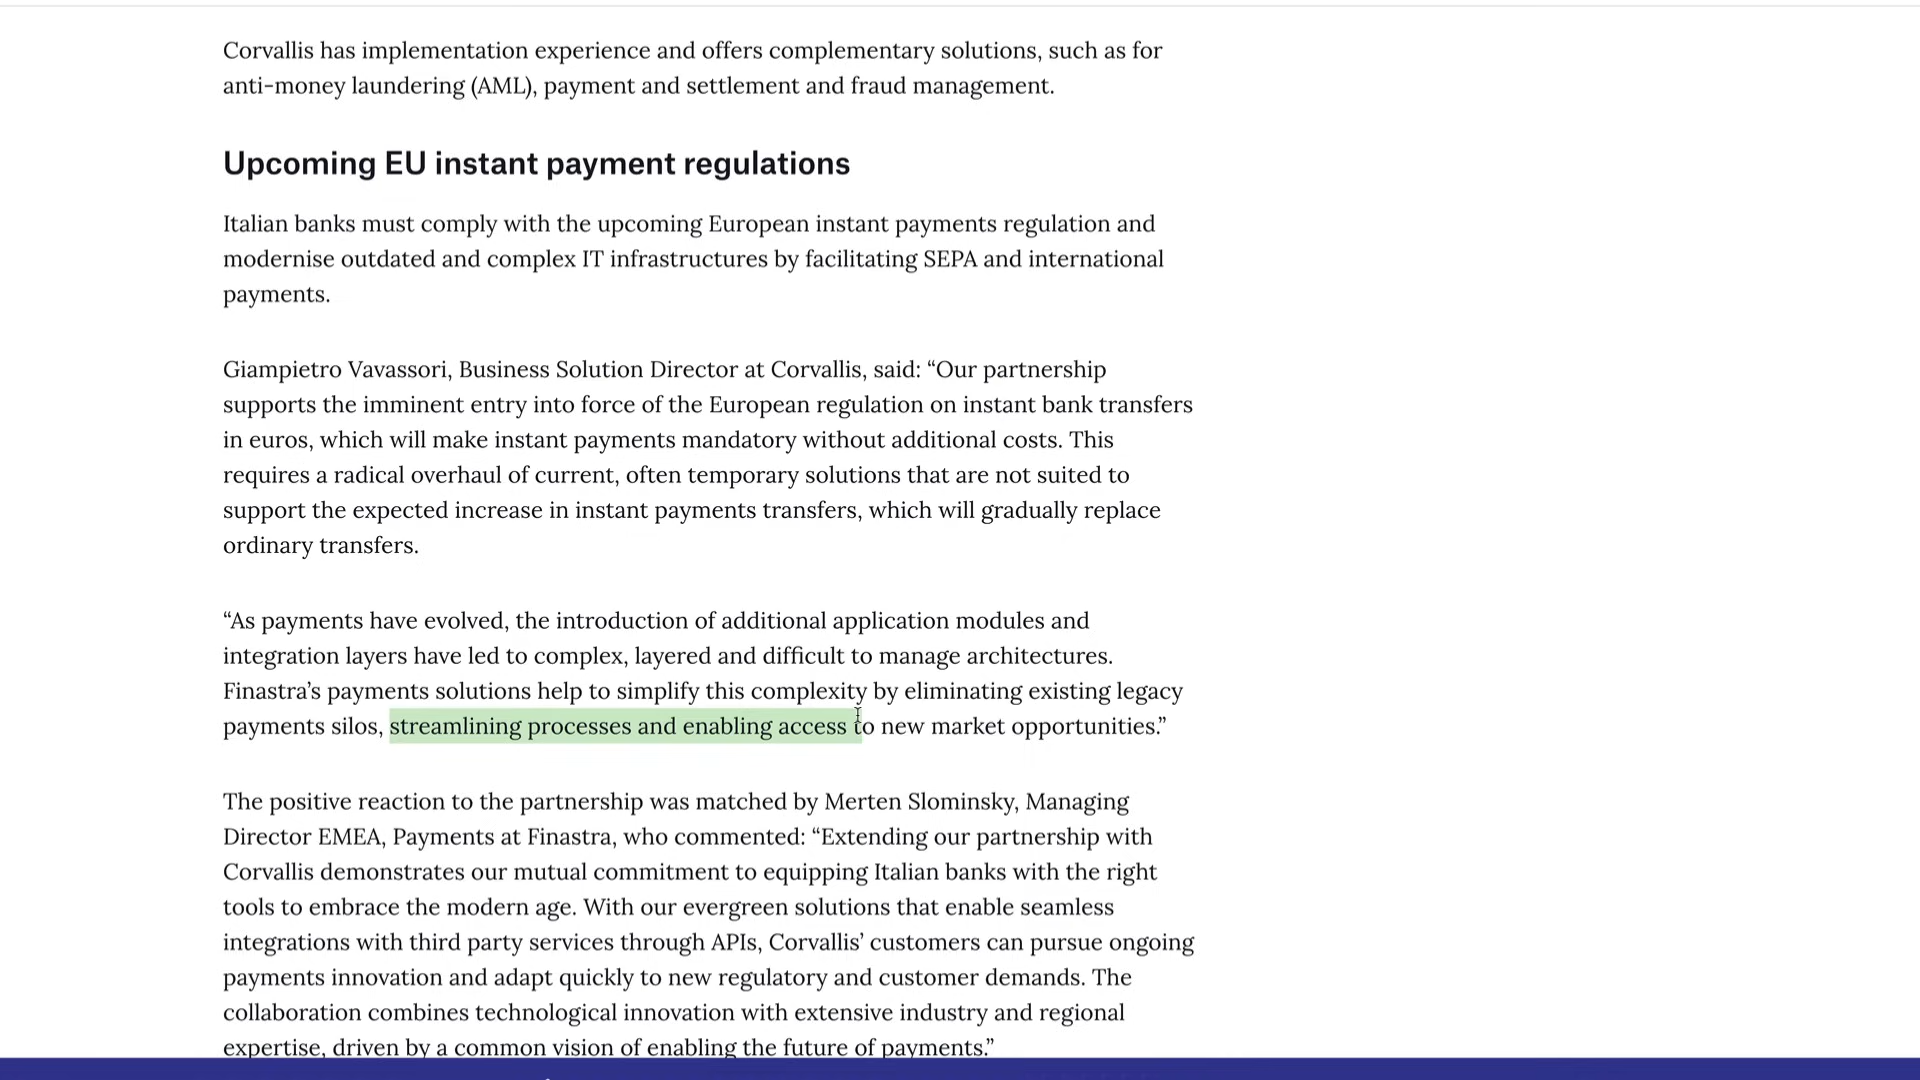 Corvallis has implementation experience and offers complementary solutions, such as for
anti-money laundering (AML), payment and settlement and fraud management.
Upcoming EU instant payment regulations
Italian banks must comply with the upcoming European instant payments regulation and
modernise outdated and complex IT infrastructures by facilitating SEPA and international
payments.
Giampietro Vavassori, Business Solution Director at Corvallis, said: “Our partnership
supports the imminent entry into force of the European regulation on instant bank transfers
in euros, which will make instant payments mandatory without additional costs. This
requires a radical overhaul of current, often temporary solutions that are not suited to
support the expected increase in instant payments transfers, which will gradually replace
ordinary transfers.
“As payments have evolved, the introduction of additional application modules and
integration layers have led to complex, layered and difficult to manage architectures.
Finastra’s payments solutions help to simplify this complexity by eliminating existing legacy
payments silos, streamlining processes and enabling access to new market opportunities.”
The positive reaction to the partnership was matched by Merten Slominsky, Managing
Director EMEA, Payments at Finastra, who commented: “Extending our partnership with
Corvallis demonstrates our mutual commitment to equipping Italian banks with the right
tools to embrace the modern age. With our evergreen solutions that enable seamless
integrations with third party services through APIs, Corvallis’ customers can pursue ongoing
payments innovation and adapt quickly to new regulatory and customer demands. The
collaboration combines technological innovation with extensive industry and regional
expertise, driven by a common vision of enabling the future of payments.”